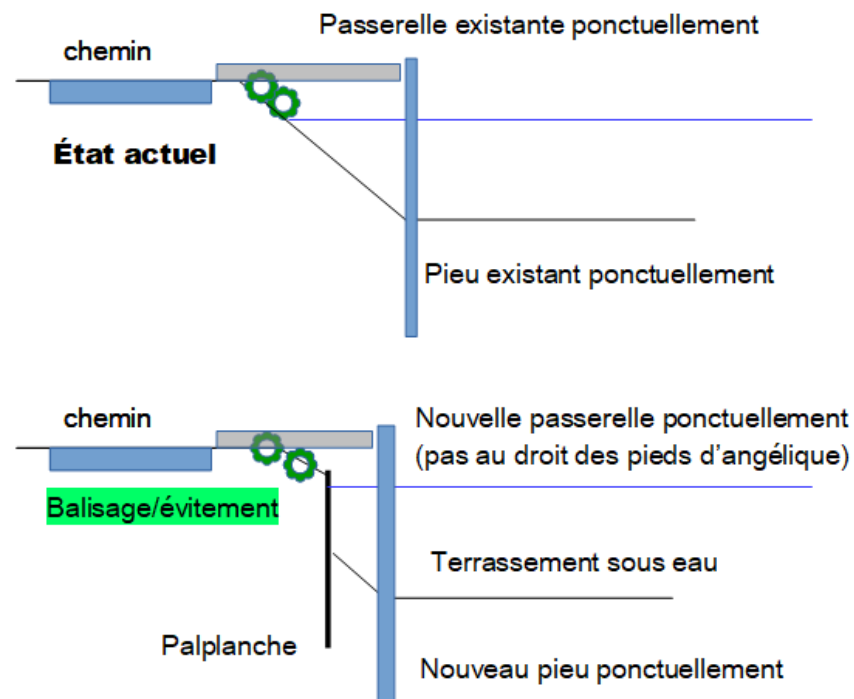 Passerelle existante ponctuellement
chemin
État actuel
Pieu existant ponctuellement
chemin
Nouvelle passerelle ponctuellement
(pas au droit des pieds d'angélique)
Balisage/évitement
Terrassement sous eau
Palplanche
Nouveau pieu ponctuellement